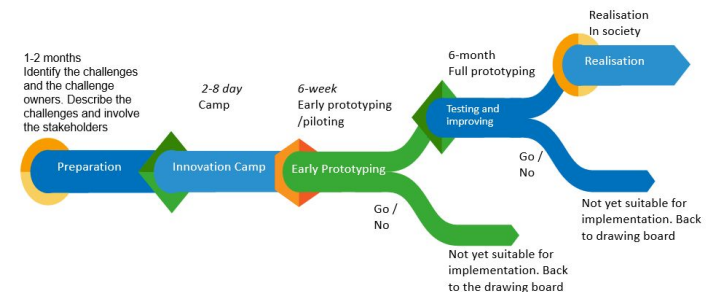 1-2 months
Identify the challenges
and the challenge
owners. Describe the
challenges and involve
the stakeholders
Preparation
2-8 day
Camp
Innovation Camp
6-week
Early prototyping
/piloting
Early Prototyping
Go /
No
Not yet suitable for
implementation. Back
to the drawing board
6-month
Full prototyping
Testing and
improving
Go /
No
Not yet suitable for
implementation. Back
to drawing board
Realisation
In society
Realisation